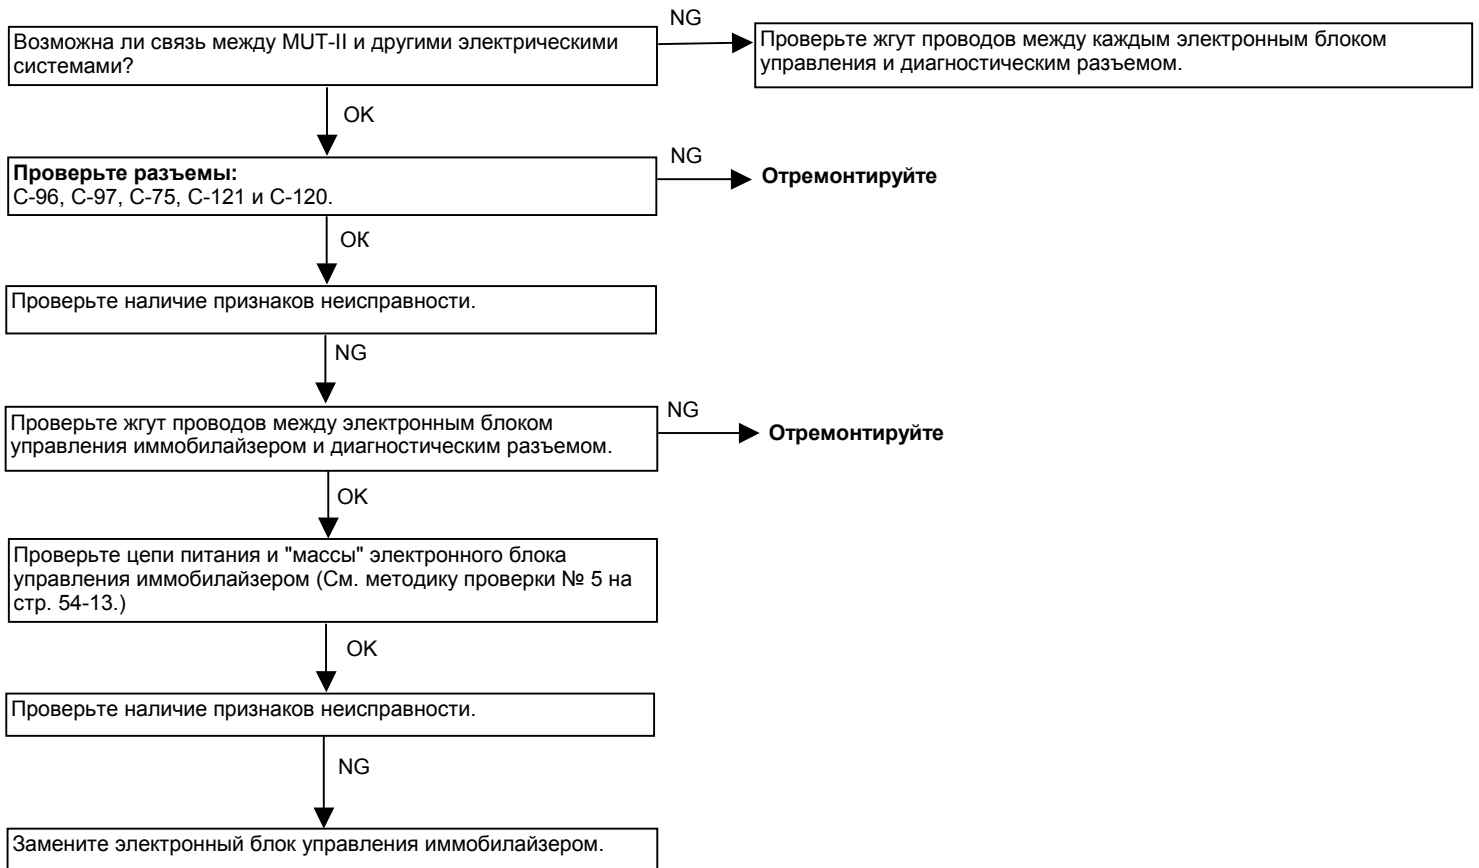 NG
Возможна ли связь между MUT-II и другими электрическими
системами?
Проверьте жгут проводов между каждым электронным блоком
управления и диагностическим разъемом.
OK
Проверьте разъемы:
С-96, С-97, С-75, С-121 и С-120.
NG
Отремонтируйте
OK
Проверьте наличие признаков неисправности.
NG
Проверьте жгут проводов между электронным блоком
управления иммобилайзером и диагностическим разъемом.
NG
Отремонтируйте
OK
Проверьте цепи питания и "массы" электронного блока
управления иммобилайзером (См. методику проверки № 5 на
стр. 54-13.)
OK
Проверьте наличие признаков неисправности.
NG
Замените электронный блок управления иммобилайзером.